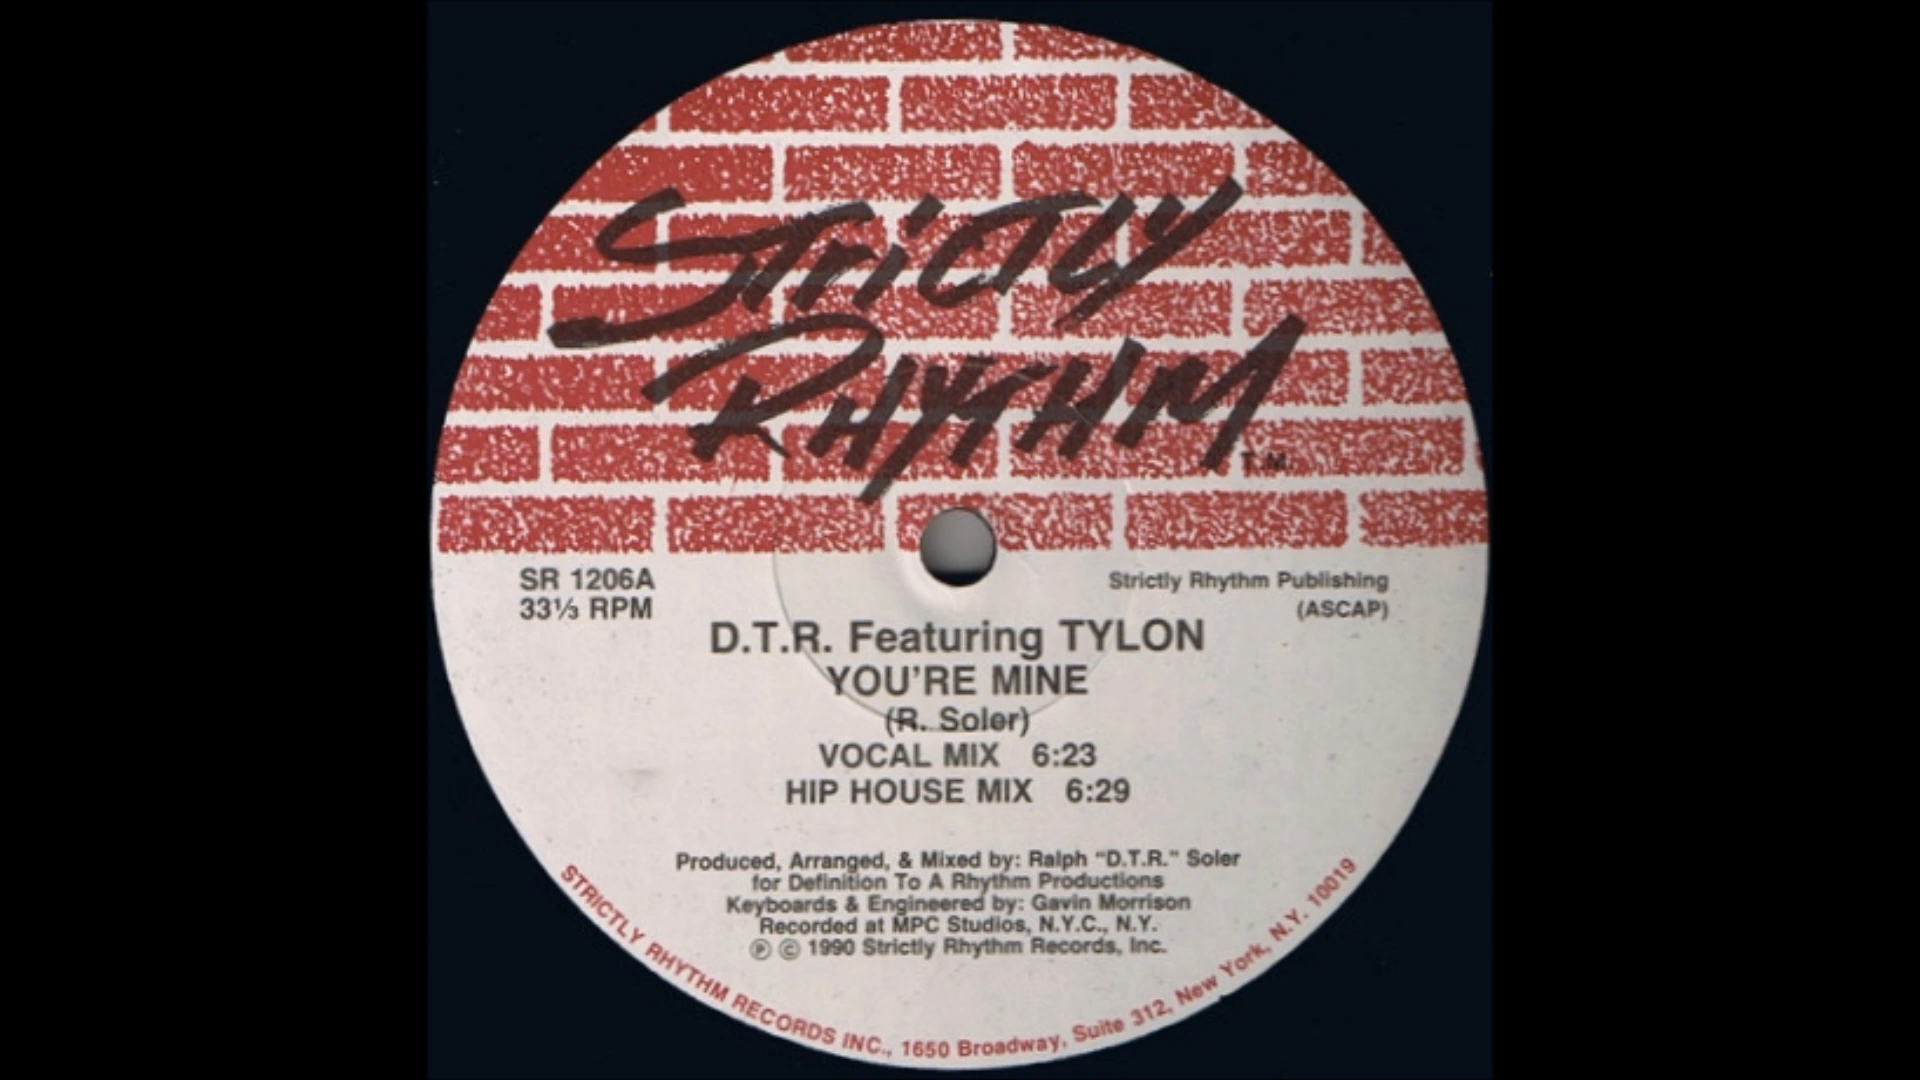 STRICTLY
RHYTHM
T.M.
SR 1206A
33⅓ RPM
Strictly Rhythm Publishing
(ASCAP)
D.T.R. Featuring TYLON
YOU'RE MINE
(R. Soler)
VOCAL MIX 6:23
HIP HOUSE MIX 6:29
Produced, Arranged, & Mixed by: Ralph "D.T.R." Soler
for Definition To A Rhythm Productions
Keyboards & Engineered by: Gavin Morrison
Recorded at MPC Studios, N.Y.C., N.Y.
Ⓟ © 1990 Strictly Rhythm Records, Inc.
STRICTLY RHYTHM RECORDS INC., 1650 Broadway, Suite 312, New York, N.Y. 10019